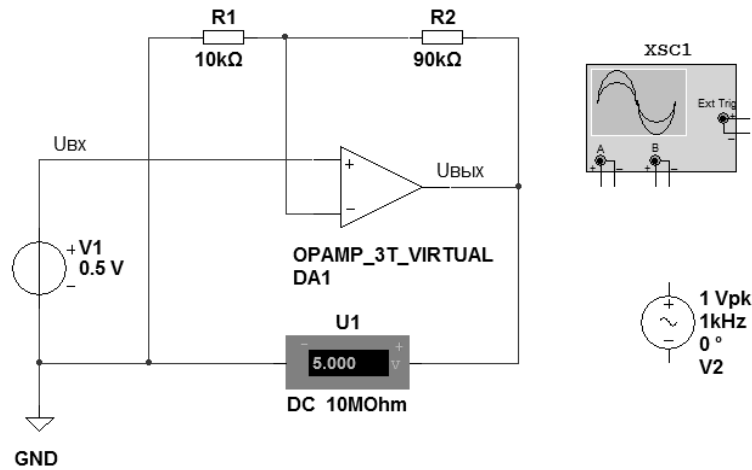 R1
10kΩ
R2
90kΩ
xsc1
Ext Trig
+
−
A
B
+ − + −
Uвх
+
−
Uвых
+
−
V1
0.5 V
OPAMP_3T_VIRTUAL
DA1
U1
− +
5.000 V
DC 10MOhm
GND
+
−
1 Vpk
1kHz
0 °
V2